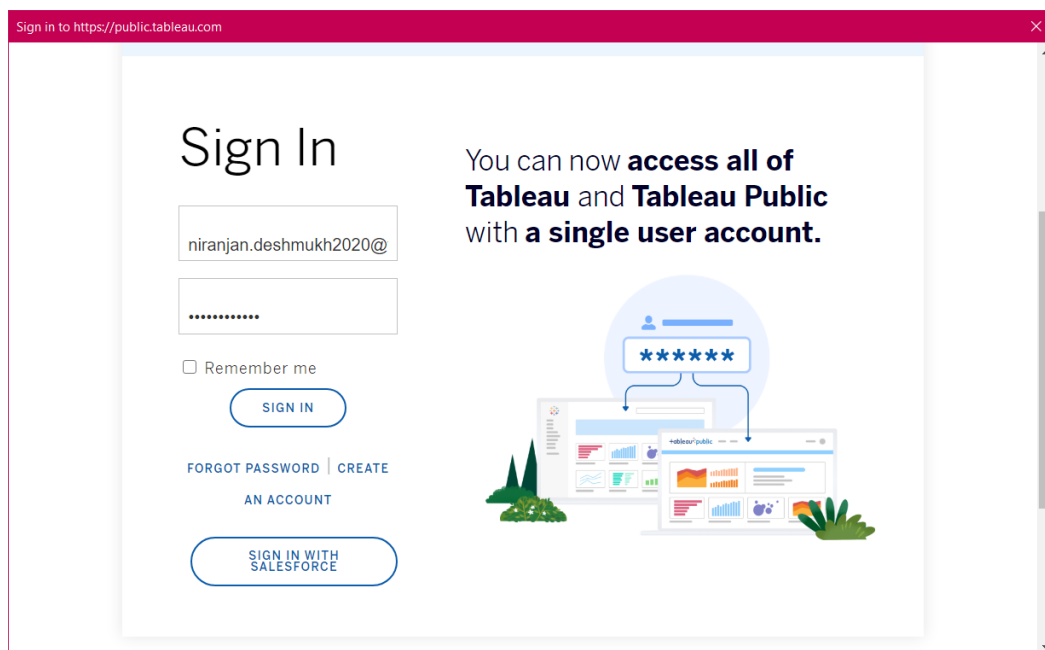 Sign in to https://public.tableau.com
Sign In
niranjan.deshmukh2020@
••••••••••••
Remember me
SIGN IN
FORGOT PASSWORD | CREATE
AN ACCOUNT
SIGN IN WITH
SALESFORCE
You can now access all of
Tableau and Tableau Public
with a single user account.
******
+ableau public